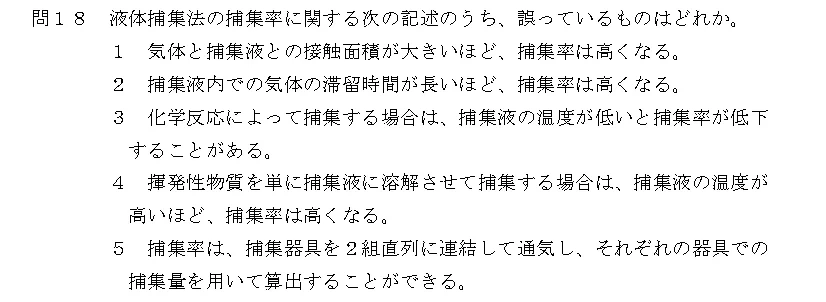 問１８　液体捕集法の捕集率に関する次の記述のうち、誤っているものはどれか。
１　気体と捕集液との接触面積が大きいほど、捕集率は高くなる。
２　捕集液内での気体の滞留時間が長いほど、捕集率は高くなる。
３　化学反応によって捕集する場合は、捕集液の温度が低いと捕集率が低下
することがある。
４　揮発性物質を単に捕集液に溶解させて捕集する場合は、捕集液の温度が
高いほど、捕集率は高くなる。
５　捕集率は、捕集器具を２組直列に連結して通気し、それぞれの器具での
捕集量を用いて算出することができる。